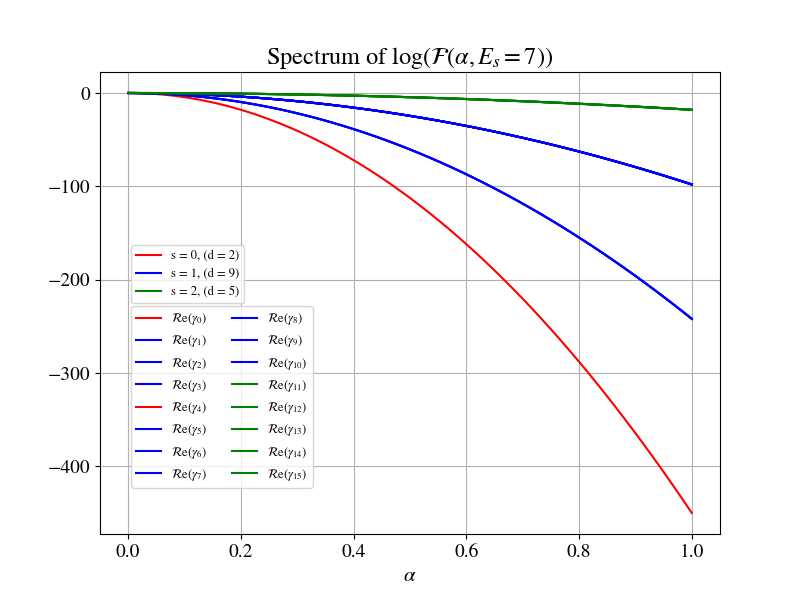 Spectrum of log(ℱ(α, E_s = 7))
0
−100
−200
−300
−400
s = 0, (d = 2)
s = 1, (d = 9)
s = 2, (d = 5)
ℛe(γ₀) ℛe(γ₈)
ℛe(γ₁) ℛe(γ₉)
ℛe(γ₂) ℛe(γ₁₀)
ℛe(γ₃) ℛe(γ₁₁)
ℛe(γ₄) ℛe(γ₁₂)
ℛe(γ₅) ℛe(γ₁₃)
ℛe(γ₆) ℛe(γ₁₄)
ℛe(γ₇) ℛe(γ₁₅)
0.0 0.2 0.4 0.6 0.8 1.0
α